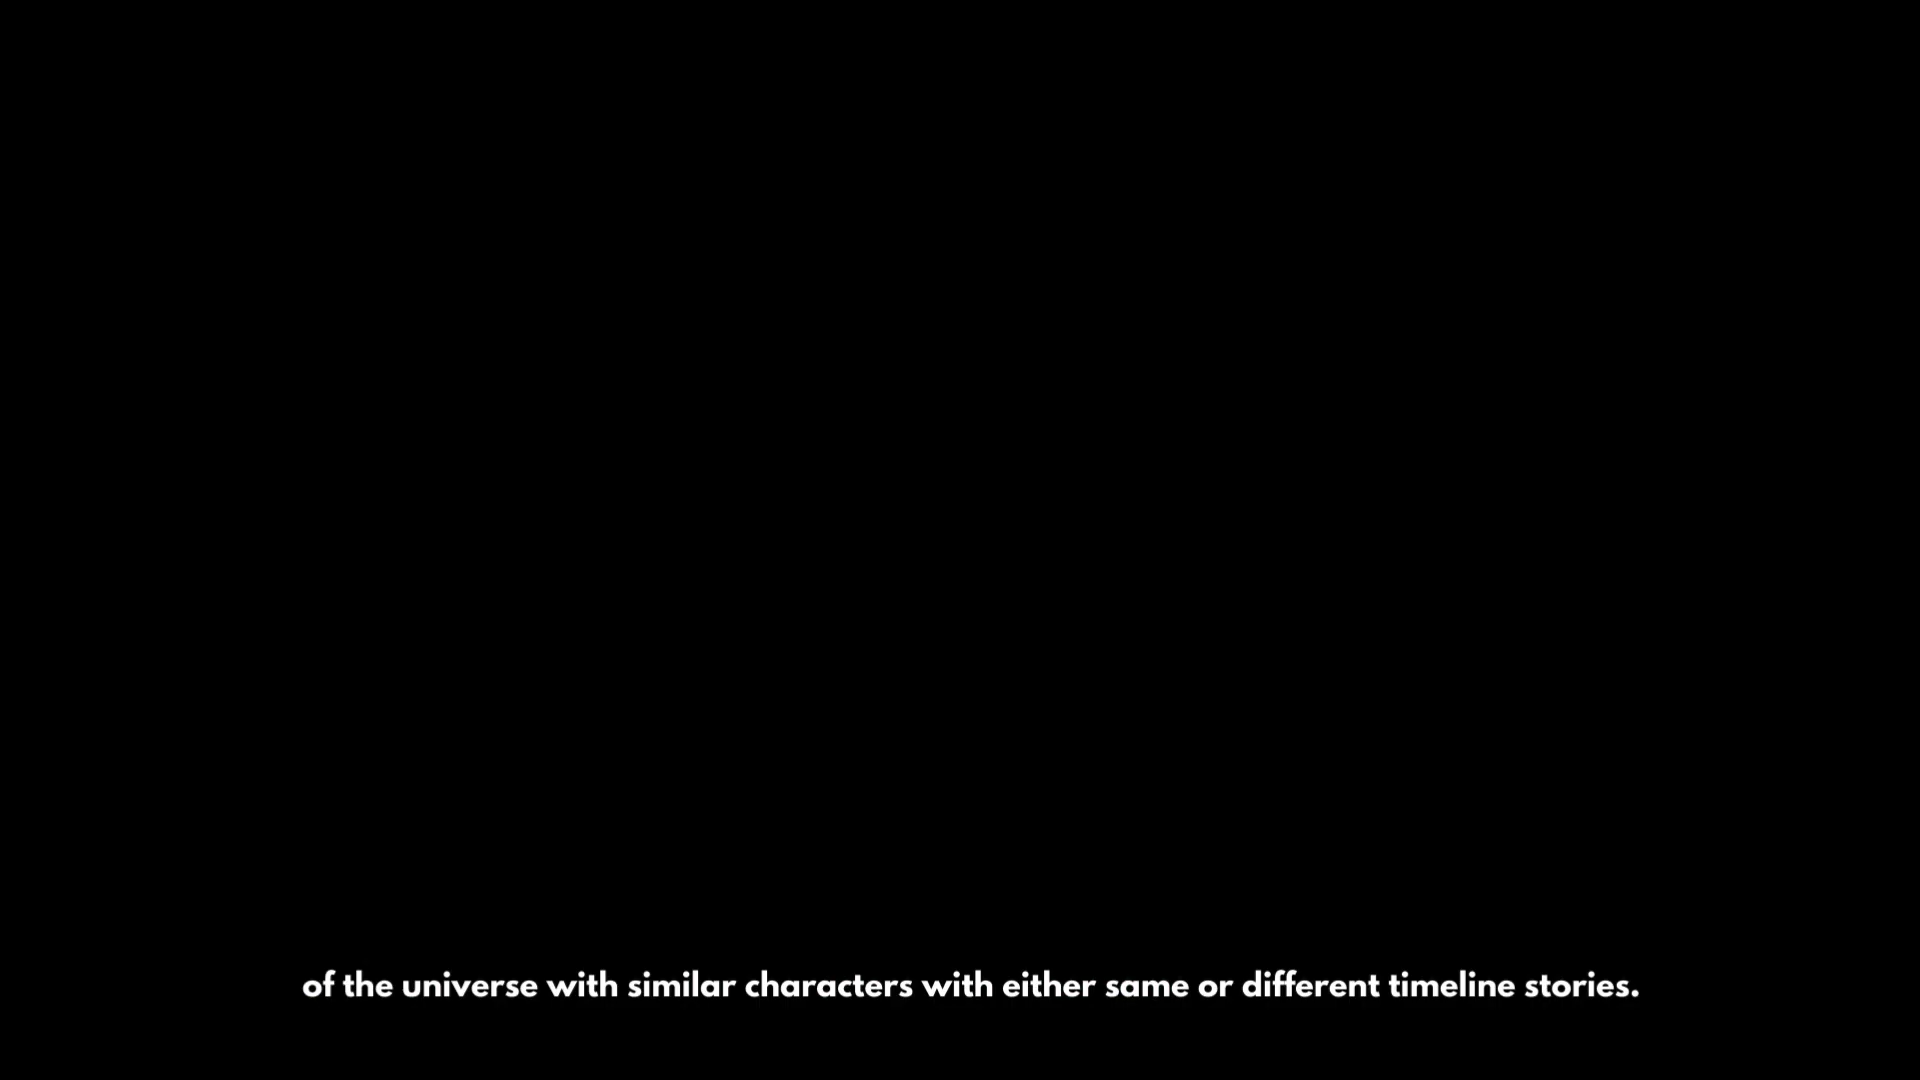 of the universe with similar characters with either same or different timeline stories.